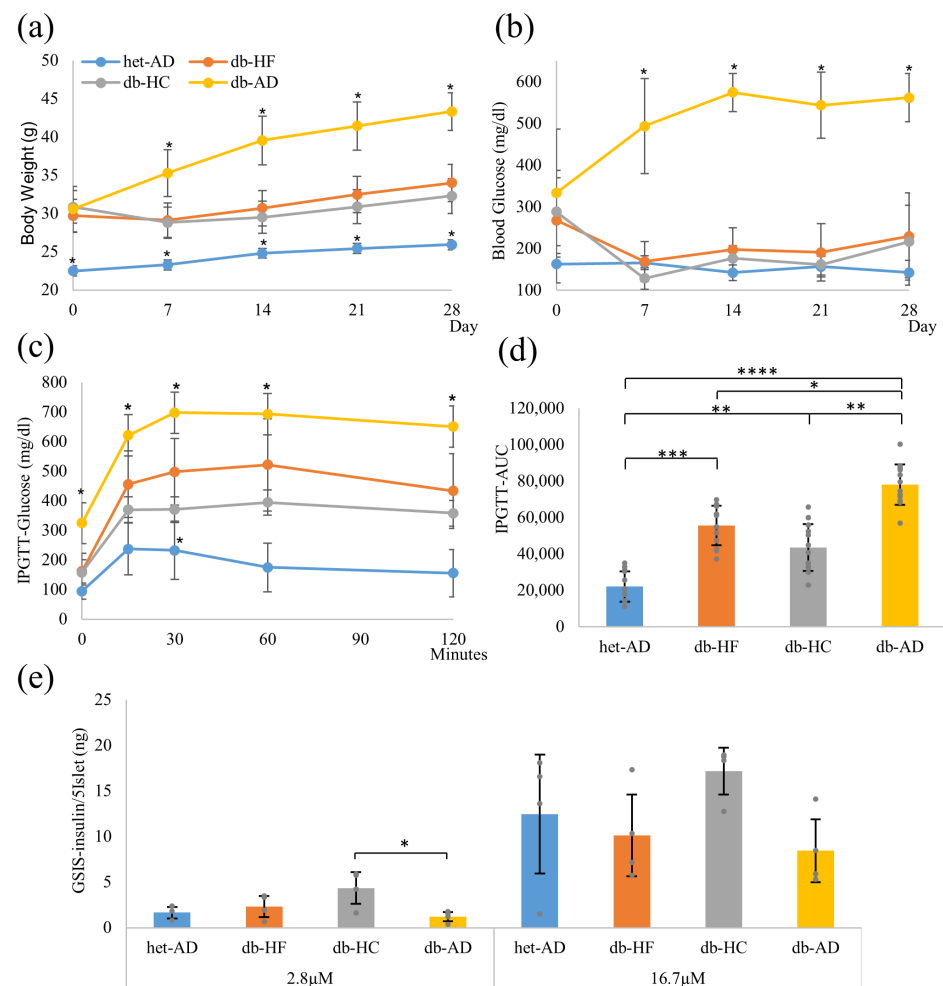 (a)
(b)
het-AD
db-HF
db-HC
db-AD
Body Weight (g)
50
45
40
35
30
25
20
0
7
14
21
28
Day
*
*
*
*
*
*
*
*
*
Blood Glucose (mg/dl)
600
500
400
300
200
100
0
7
14
21
28
Day
*
*
*
*
(c)
(d)
IPGTT-Glucose (mg/dl)
800
700
600
500
400
300
200
100
0
0
30
60
90
120
Minutes
*
*
*
*
*
*
IPGTT-AUC
****
*
**
**
***
120,000
100,000
80,000
60,000
40,000
20,000
0
het-AD
db-HF
db-HC
db-AD
(e)
GSIS-insulin/5Islet (ng)
25
20
15
10
5
0
*
het-AD
db-HF
db-HC
db-AD
het-AD
db-HF
db-HC
db-AD
2.8μM
16.7μM